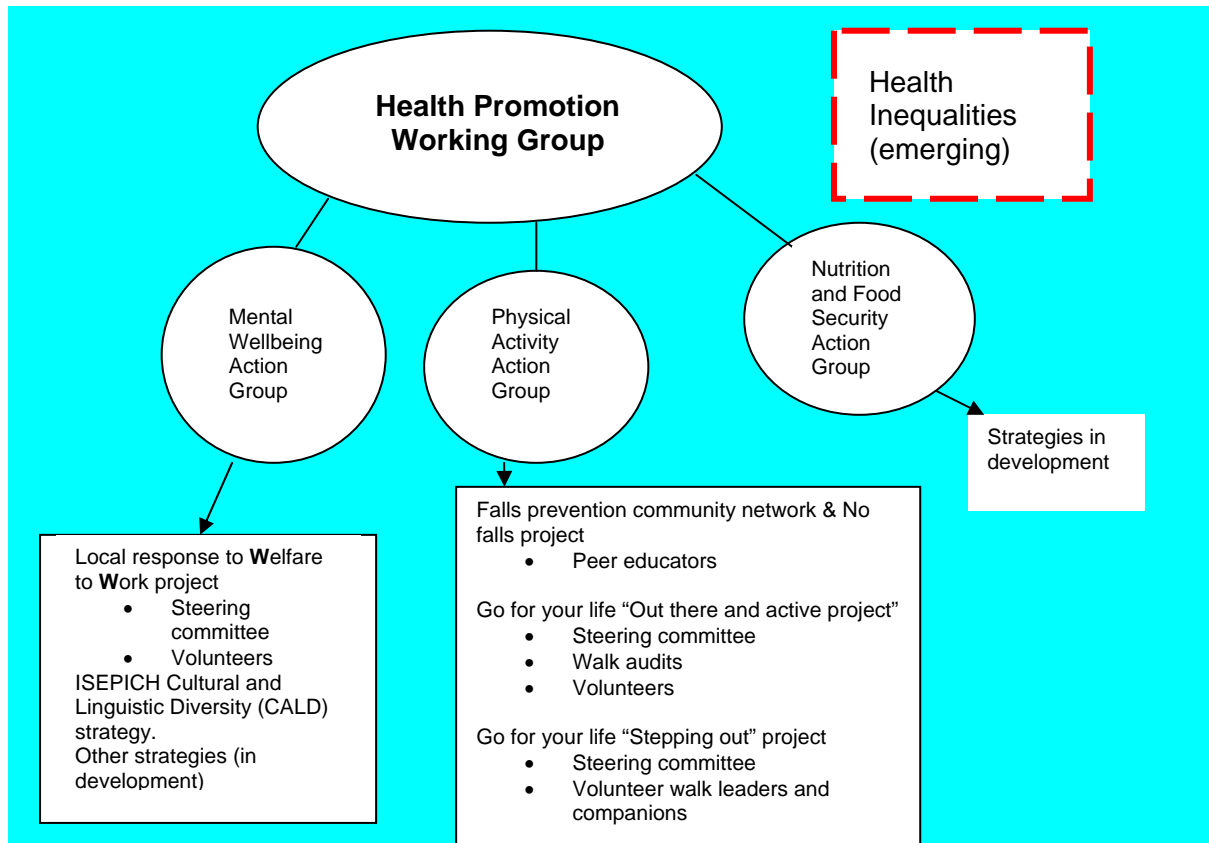 Health Promotion
Working Group
Health
Inequalities
(emerging)
Mental
Wellbeing
Action
Group
Physical
Activity
Action
Group
Nutrition
and Food
Security
Action
Group
Strategies in
development
Local response to Welfare
to Work project
• Steering
committee
• Volunteers
ISEPICH Cultural and
Linguistic Diversity (CALD)
strategy.
Other strategies (in
development)
Falls prevention community network & No
falls project
• Peer educators
Go for your life “Out there and active project”
• Steering committee
• Walk audits
• Volunteers
Go for your life “Stepping out” project
• Steering committee
• Volunteer walk leaders and
companions